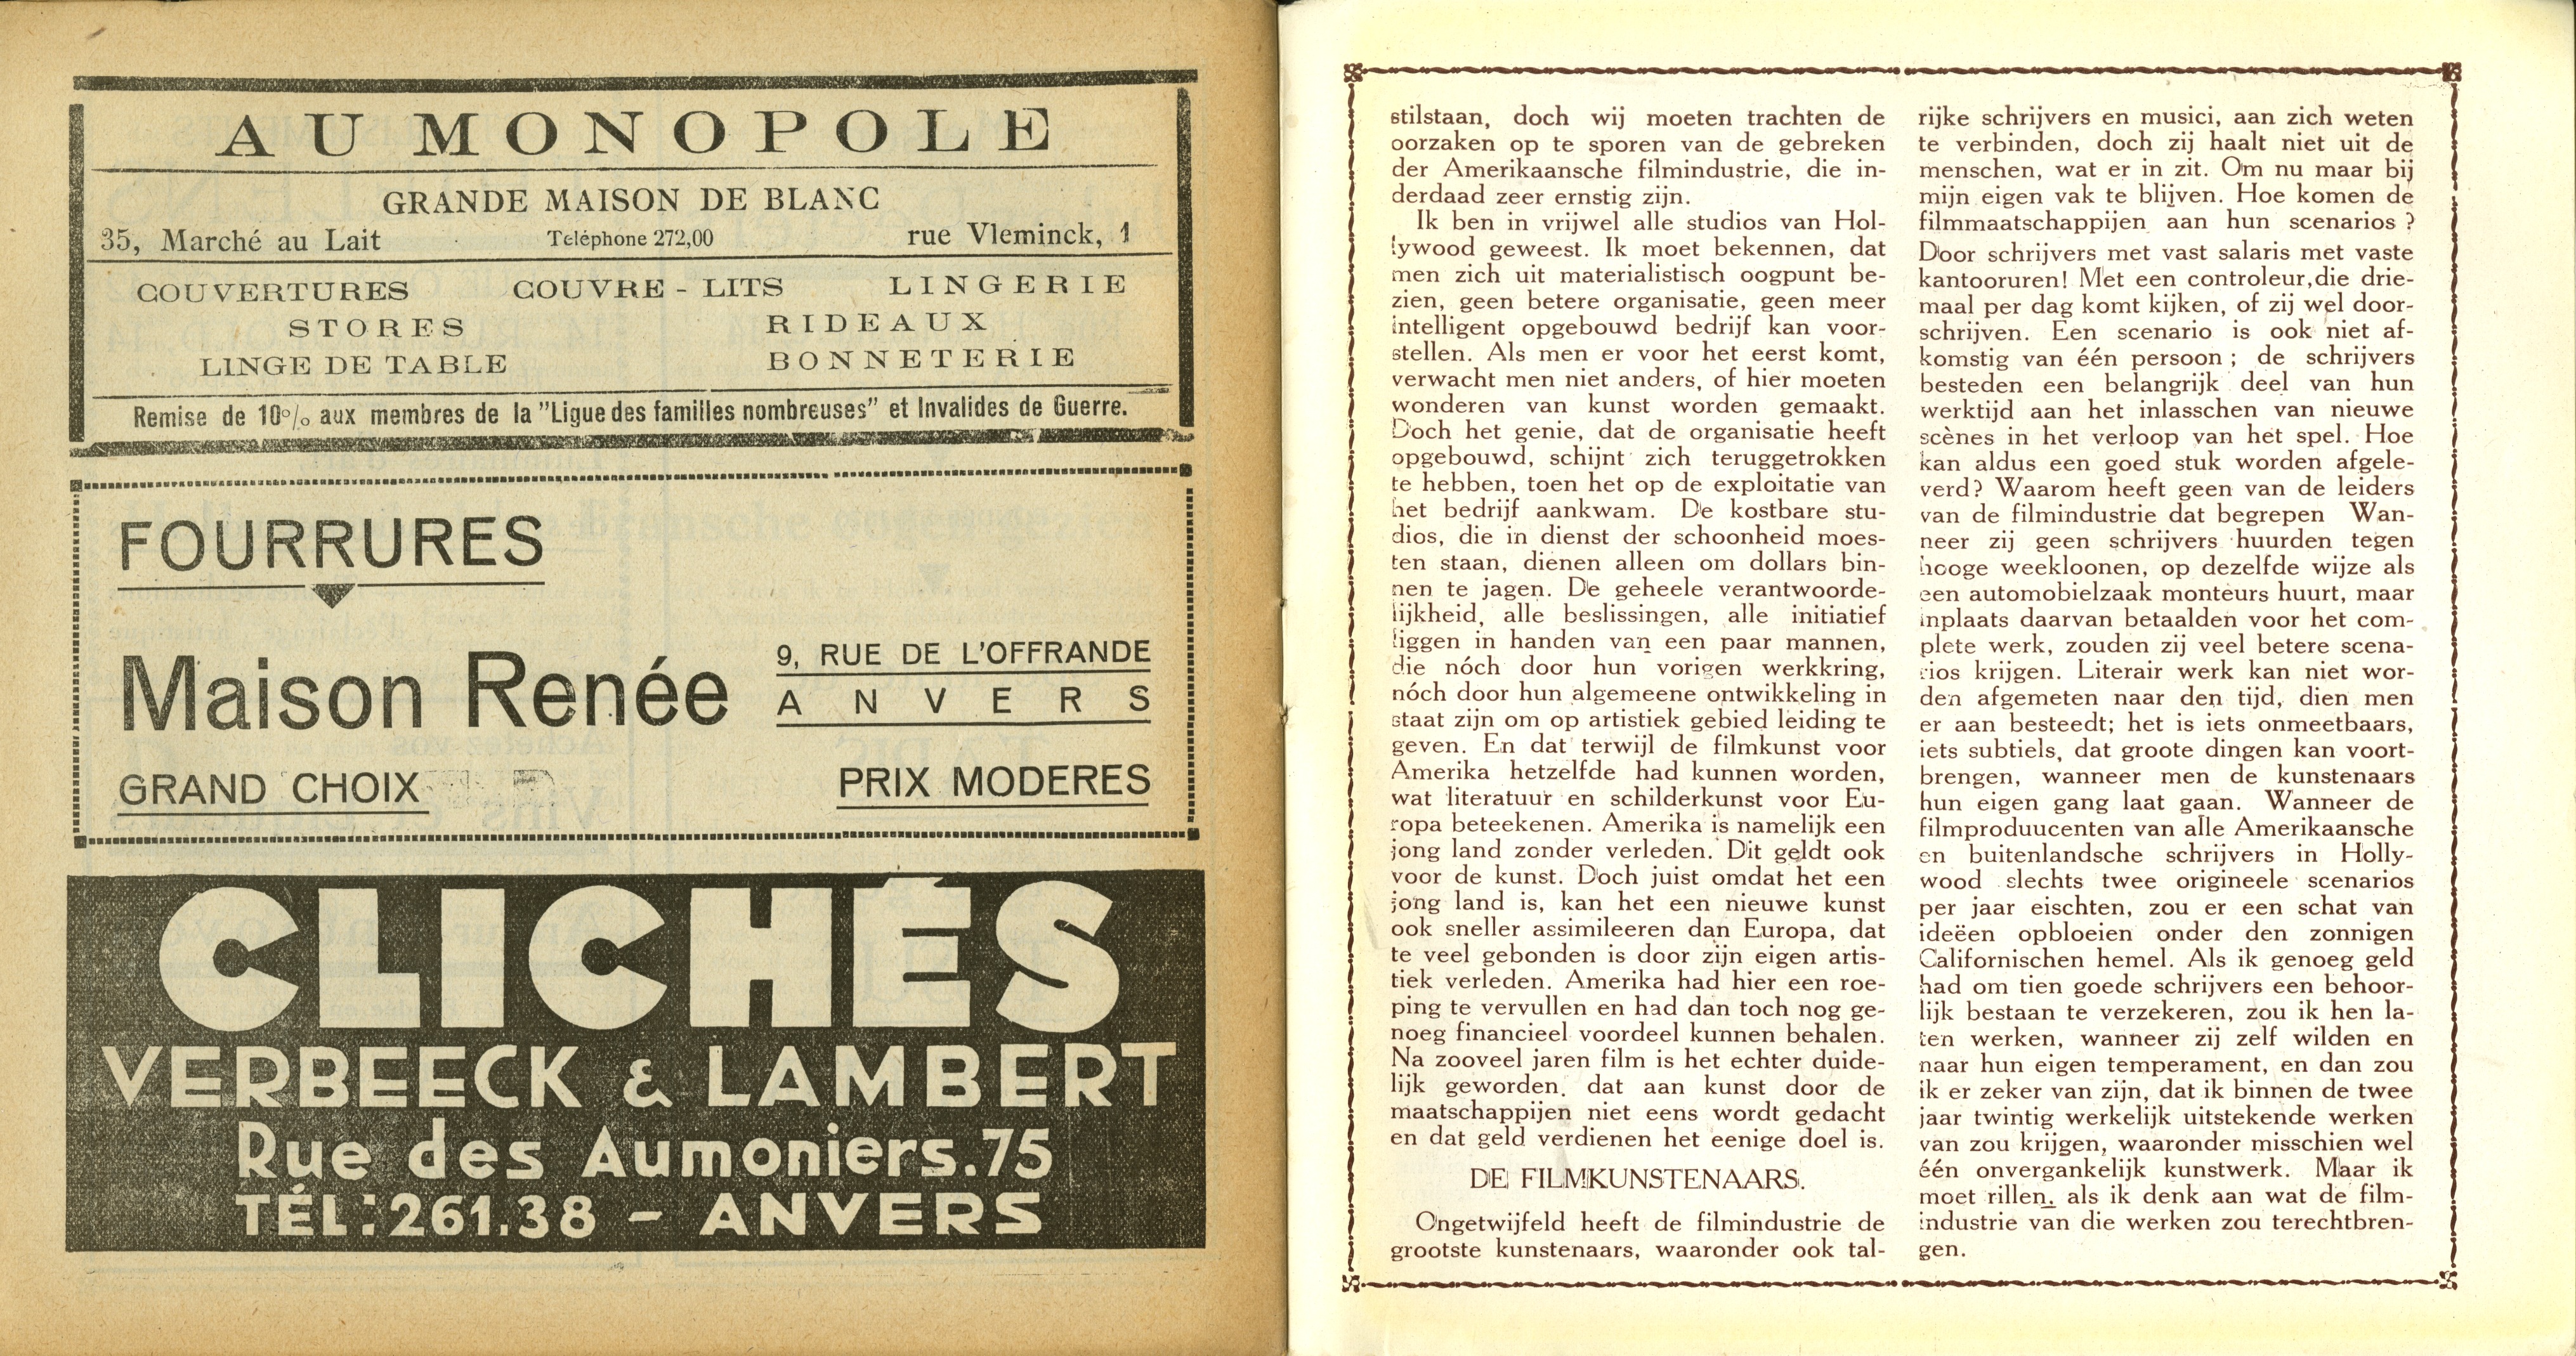 AU MONOPOLE
GRANDE MAISON DE BLANC
35, Marché au Lait Teléphone 272,00 rue Vleminck, 1
COUVERTURES COUVRE - LITS LINGERIE
STORES RIDEAUX
LINGE DE TABLE BONNETERIE
Remise de 10% aux membres de la "Ligue des familles nombreuses" et Invalides de Guerre.
FOURRURES
Maison Renée
9, RUE DE L'OFFRANDE
ANVERS
GRAND CHOIX
PRIX MODERES
CLICHÉS
VERBEECK & LAMBERT
Rue des Aumoniers.75
TÉL:261.38 - ANVERS
stilstaan, doch wij moeten trachten de
oorzaken op te sporen van de gebreken
der Amerikaansche filmindustrie, die in-
derdaad zeer ernstig zijn.
Ik ben in vrijwel alle studios van Hol-
lywood geweest. Ik moet bekennen, dat
men zich uit materialistisch oogpunt be-
zien, geen betere organisatie, geen meer
intelligent opgebouwd bedrijf kan voor-
stellen. Als men er voor het eerst komt,
verwacht men niet anders, of hier moeten
wonderen van kunst worden gemaakt.
Doch het genie, dat de organisatie heeft
opgebouwd, schijnt zich teruggetrokken
te hebben, toen het op de exploitatie van
het bedrijf aankwam. De kostbare stu-
dios, die in dienst der schoonheid moes-
ten staan, dienen alleen om dollars bin-
nen te jagen. De geheele verantwoorde-
lijkheid, alle beslissingen, alle initiatief
liggen in handen van een paar mannen,
die nóch door hun vorigen werkkring,
nóch door hun algemeene ontwikkeling in
staat zijn om op artistiek gebied leiding te
geven. En dat terwijl de filmkunst voor
Amerika hetzelfde had kunnen worden,
wat literatuur en schilderkunst voor Eu-
ropa beteekenen. Amerika is namelijk een
jong land zonder verleden. Dit geldt ook
voor de kunst. Doch juist omdat het een
jong land is, kan het een nieuwe kunst
ook sneller assimileeren dan Europa, dat
te veel gebonden is door zijn eigen artis-
tiek verleden. Amerika had hier een roe-
ping te vervullen en had dan toch nog ge-
noeg financieel voordeel kunnen behalen.
Na zooveel jaren film is het echter duide-
lijk geworden. dat aan kunst door de
maatschappijen niet eens wordt gedacht
en dat geld verdienen het eenige doel is.
DE FILMKUNSTENAARS.
Ongetwijfeld heeft de filmindustrie de
grootste kunstenaars, waaronder ook tal-
rijke schrijvers en musici, aan zich weten
te verbinden, doch zij haalt niet uit de
menschen, wat er in zit. Om nu maar bij
mijn eigen vak te blijven. Hoe komen de
filmmaatschappijen aan hun scenarios ?
Door schrijvers met vast salaris met vaste
kantooruren! Met een controleur,die drie-
maal per dag komt kijken, of zij wel door-
schrijven. Een scenario is ook niet af-
komstig van één persoon ; de schrijvers
besteden een belangrijk deel van hun
werktijd aan het inlasschen van nieuwe
scènes in het verloop van het spel. Hoe
kan aldus een goed stuk worden afgele-
verd? Waarom heeft geen van de leiders
van de filmindustrie dat begrepen Wan-
neer zij geen schrijvers huurden tegen
hooge weekloonen, op dezelfde wijze als
een automobielzaak monteurs huurt, maar
inplaats daarvan betaalden voor het com-
plete werk, zouden zij veel betere scena-
rios krijgen. Literair werk kan niet wor-
den afgemeten naar den tijd, dien men
er aan besteedt; het is iets onmeetbaars,
iets subtiels, dat groote dingen kan voort-
brengen, wanneer men de kunstenaars
hun eigen gang laat gaan. Wanneer de
filmproduucenten van alle Amerikaansche
en buitenlandsche schrijvers in Holly-
wood slechts twee origineele scenarios
per jaar eischten, zou er een schat van
ideëen opbloeien onder den zonnigen
Californischen hemel. Als ik genoeg geld
had om tien goede schrijvers een behoor-
lijk bestaan te verzekeren, zou ik hen la-
ten werken, wanneer zij zelf wilden en
naar hun eigen temperament, en dan zou
ik er zeker van zijn, dat ik binnen de twee
jaar twintig werkelijk uitstekende werken
van zou krijgen, waaronder misschien wel
één onvergankelijk kunstwerk. Maar ik
moet rillen. als ik denk aan wat de film-
industrie van die werken zou terechtbren-
gen.